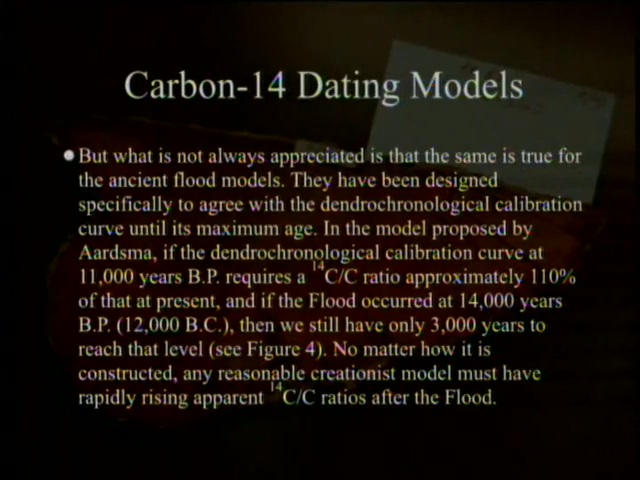 Carbon-14 Dating Models
But what is not always appreciated is that the same is true for
the ancient flood models. They have been designed
specifically to agree with the dendrochronological calibration
curve until its maximum age. In the model proposed by
Aardsma, if the dendrochronological calibration curve at
11,000 years B.P. requires a ¹⁴C/C ratio approximately 110%
of that at present, and if the Flood occurred at 14,000 years
B.P. (12,000 B.C.), then we still have only 3,000 years to
reach that level (see Figure 4). No matter how it is
constructed, any reasonable creationist model must have
rapidly rising apparent ¹⁴C/C ratios after the Flood.